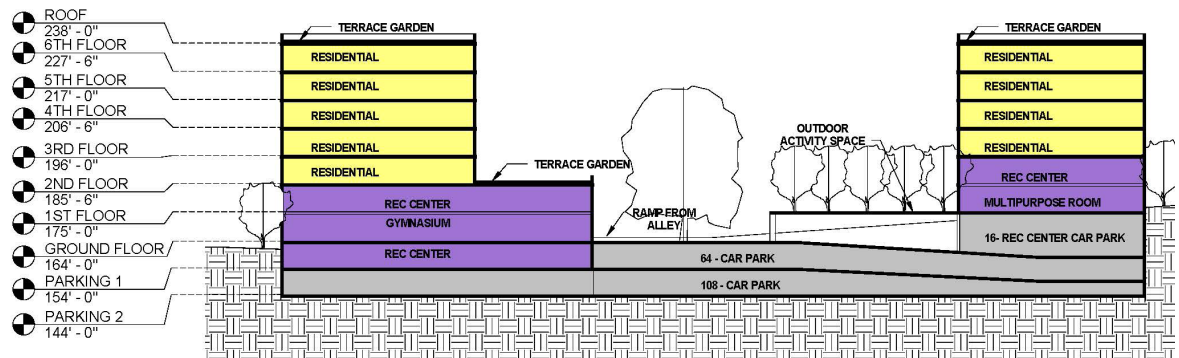 ROOF
238' - 0"
6TH FLOOR
227' - 6"
5TH FLOOR
217' - 0"
4TH FLOOR
206' - 6"
3RD FLOOR
196' - 0"
2ND FLOOR
185' - 6"
1ST FLOOR
175' - 0"
GROUND FLOOR
164' - 0"
PARKING 1
154' - 0"
PARKING 2
144' - 0"
TERRACE GARDEN
RESIDENTIAL
RESIDENTIAL
RESIDENTIAL
RESIDENTIAL
RESIDENTIAL
TERRACE GARDEN
REC CENTER
GYMNASIUM
REC CENTER
RAMP FROM
ALLEY
OUTDOOR
ACTIVITY SPACE
64 - CAR PARK
108 - CAR PARK
TERRACE GARDEN
RESIDENTIAL
RESIDENTIAL
RESIDENTIAL
RESIDENTIAL
REC CENTER
MULTIPURPOSE ROOM
16- REC CENTER CAR PARK